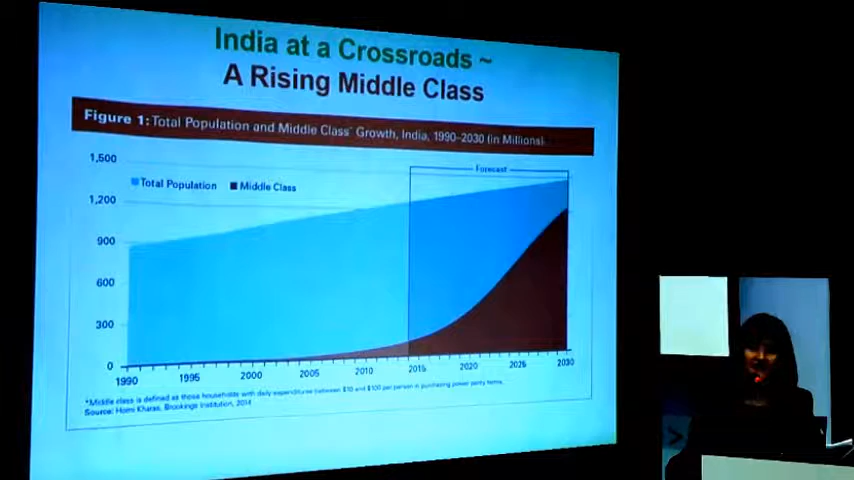 India at a Crossroads ~
A Rising Middle Class
Figure 1: Total Population and Middle Class* Growth, India, 1990–2030 (in Millions)
1,500
Forecast
Total Population Middle Class
1,200
900
600
300
0
1990 1995 2000 2005 2010 2015 2020 2025 2030
*Middle class is defined as those households with daily expenditures between $10 and $100 per person in purchasing power parity terms.
Source: Homi Kharas, Brookings Institution, 2014